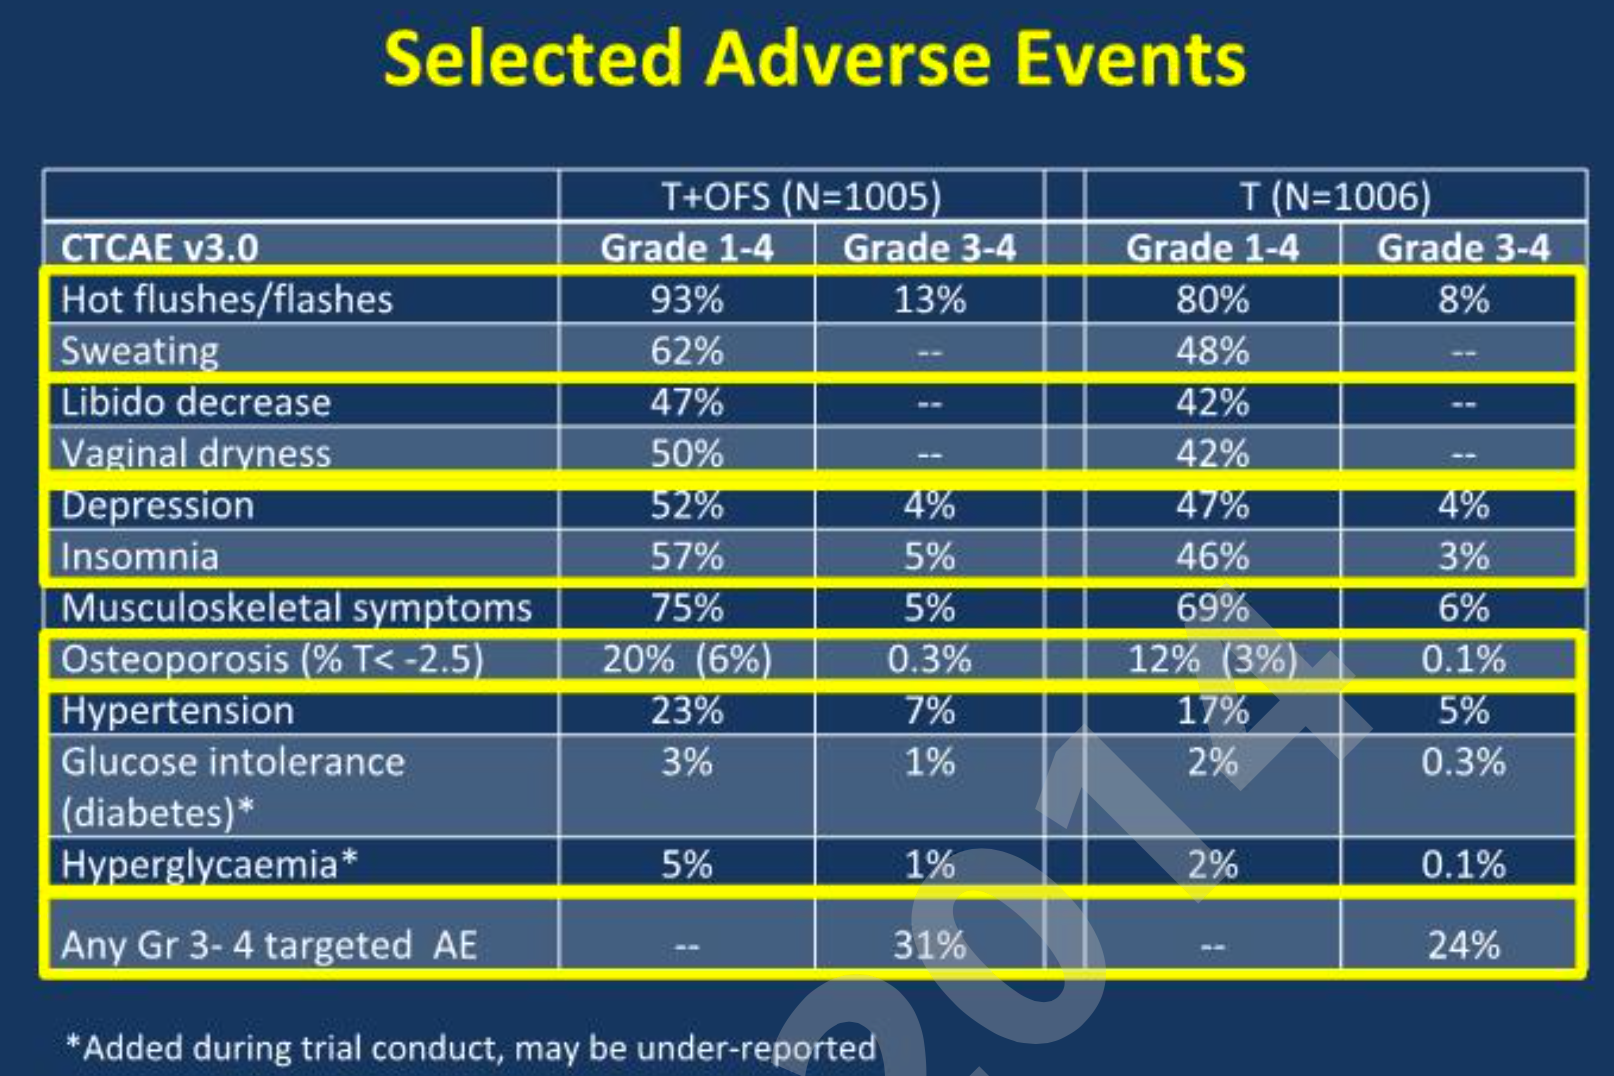 Selected Adverse Events
T+OFS (N=1005) T (N=1006)
CTCAE v3.0 Grade 1-4 Grade 3-4 Grade 1-4 Grade 3-4
Hot flushes/flashes 93% 13% 80% 8%
Sweating 62% -- 48% --
Libido decrease 47% -- 42% --
Vaginal dryness 50% -- 42% --
Depression 52% 4% 47% 4%
Insomnia 57% 5% 46% 3%
Musculoskeletal symptoms 75% 5% 69% 6%
Osteoporosis (% T< -2.5) 20% (6%) 0.3% 12% (3%) 0.1%
Hypertension 23% 7% 17% 5%
Glucose intolerance 3% 1% 2% 0.3%
(diabetes)*
Hyperglycaemia* 5% 1% 2% 0.1%
Any Gr 3- 4 targeted AE -- 31% -- 24%
*Added during trial conduct, may be under-reported
2014